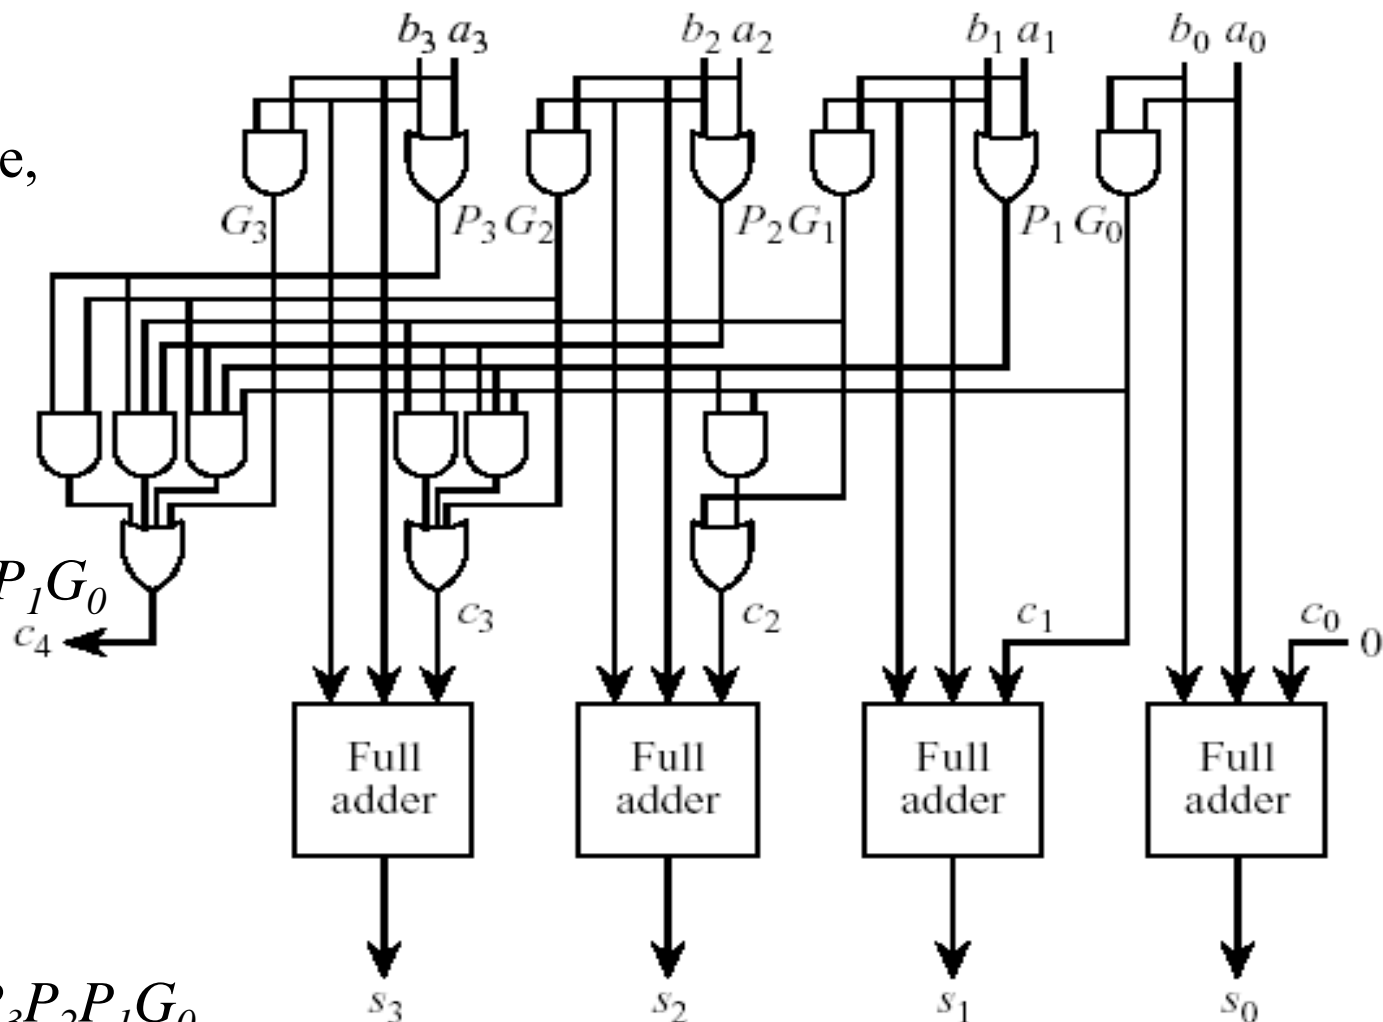 b₃ a₃ b₂ a₂ b₁ a₁ b₀ a₀
e,
G₃ P₃ G₂ P₂ G₁ P₁ G₀
P₁G₀
c₄ c₃ c₂ c₁ c₀ 0
Full adder Full adder Full adder Full adder
s₃ s₂ s₁ s₀
₃P₂P₁G₀